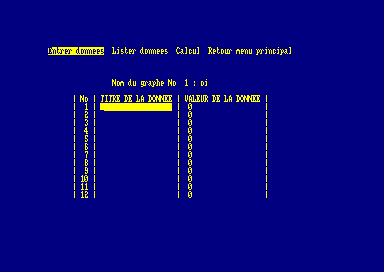 Entrer donnees Lister donnees Calcul Retour menu principal
Nom du graphe No 1 : oi
| No | TITRE DE LA DONNEE | VALEUR DE LA DONNEE |
| 1 | | 0 |
| 2 | | 0 |
| 3 | | 0 |
| 4 | | 0 |
| 5 | | 0 |
| 6 | | 0 |
| 7 | | 0 |
| 8 | | 0 |
| 9 | | 0 |
| 10 | | 0 |
| 11 | | 0 |
| 12 | | 0 |